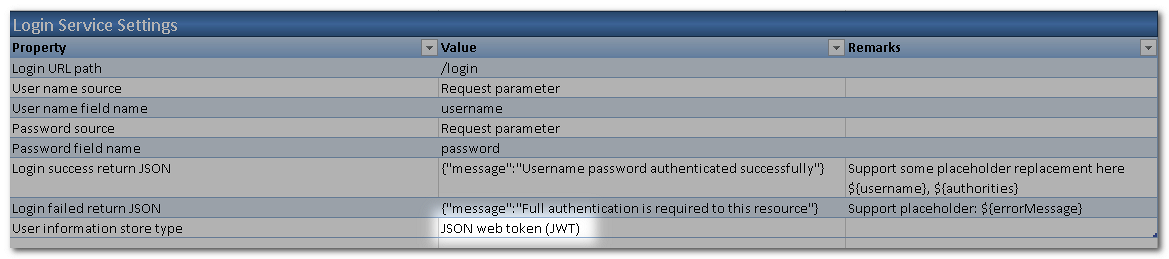 Login Service Settings
Property Value Remarks
Login URL path /login
User name source Request parameter
User name field name username
Password source Request parameter
Password field name password
Login success return JSON {"message":"Username password authenticated successfully"} Support some placeholder replacement here
${username}, ${authorities}
Login failed return JSON {"message":"Full authentication is required to this resource"} Support placeholder: ${errorMessage}
User information store type JSON web token (JWT)